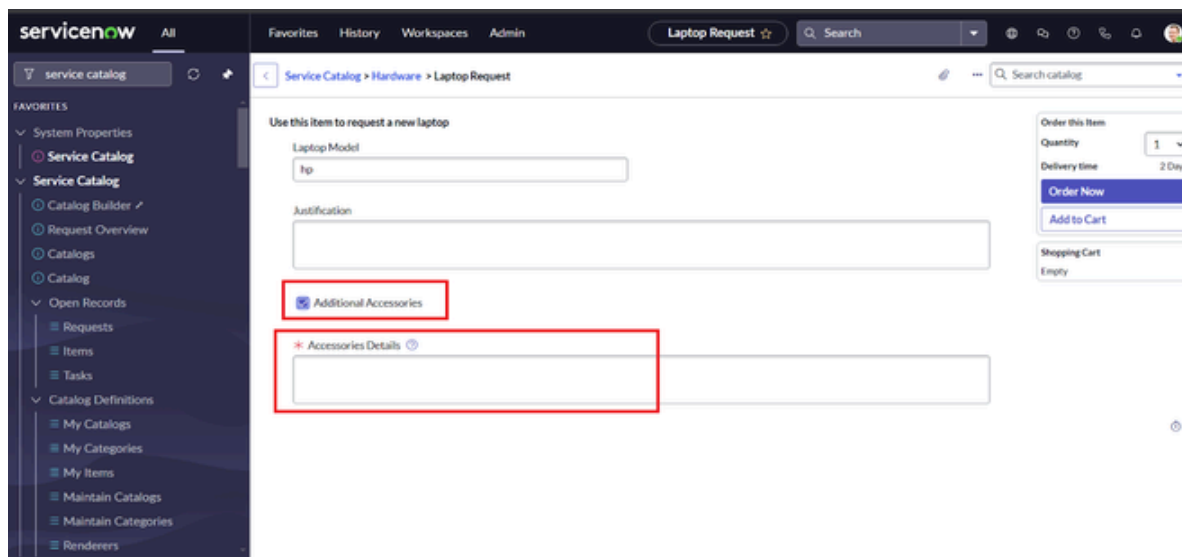 servicenow All Favorites History Workspaces Admin Laptop Request Search
service catalog
Service Catalog > Hardware > Laptop Request
Search catalog
FAVORITES
System Properties
Service Catalog
Service Catalog
Catalog Builder
Request Overview
Catalogs
Catalog
Open Records
Requests
Items
Tasks
Catalog Definitions
My Catalogs
My Categories
My Items
Maintain Catalogs
Maintain Categories
Renderers
Use this item to request a new laptop
Laptop Model
hp
Justification
Additional Accessories
* Accessories Details
Order this Item
Quantity 1
Delivery time 2 Day
Order Now
Add to Cart
Shopping Cart
Empty